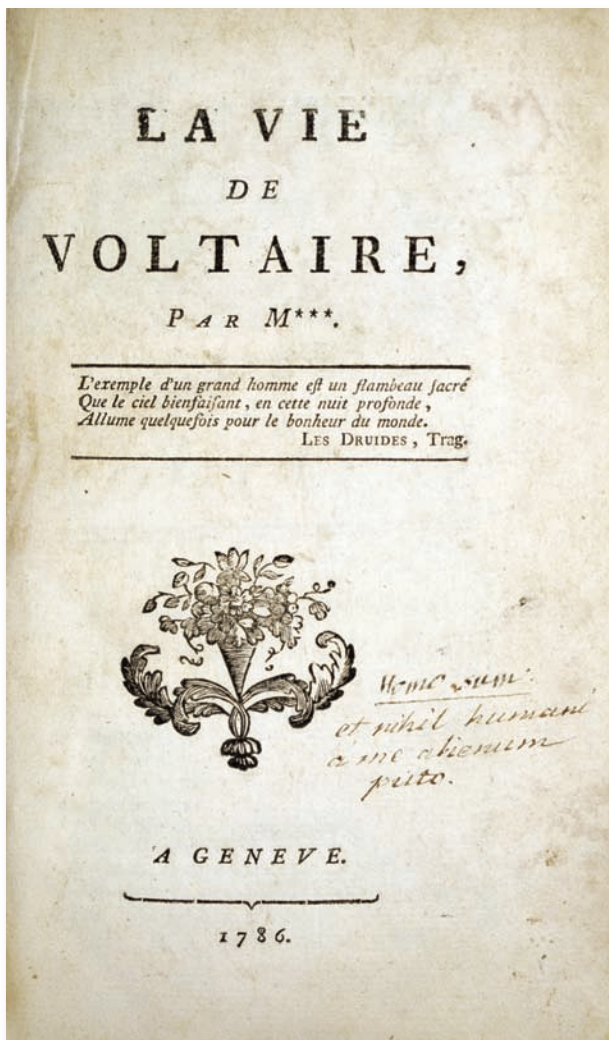 LA VIE
DE
VOLTAIRE,
PAR M***.
L'exemple d'un grand homme eſt un flambeau ſacré
Que le ciel bienfaiſant, en cette nuit profonde,
Allume quelquefois pour le bonheur du monde.
LES DRUIDES, Trag.
Homo sum:
et nihil humani
à me alienum
puto.
A GENEVE.
1786.